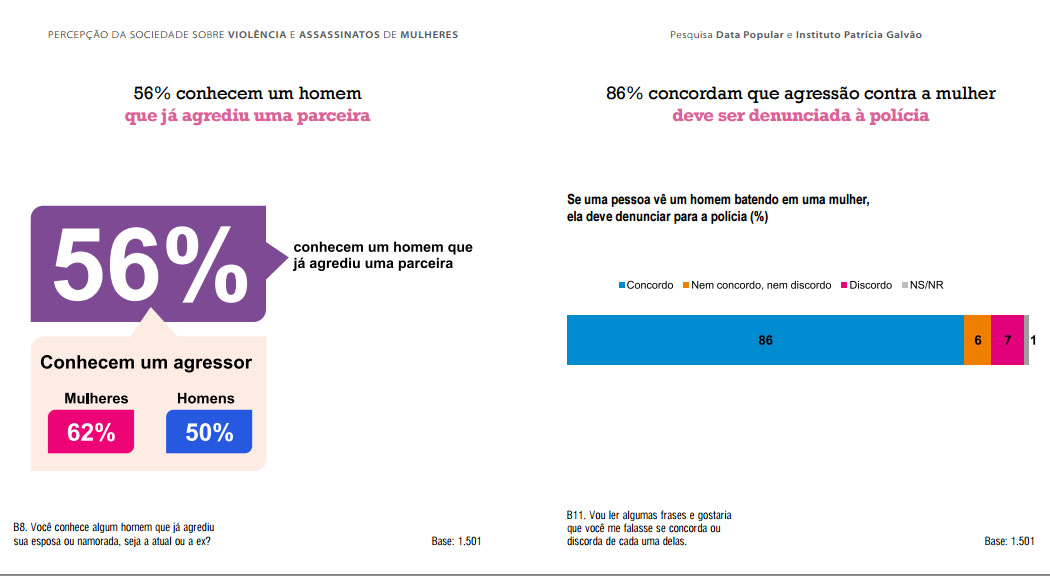 PERCEPÇÃO DA SOCIEDADE SOBRE VIOLÊNCIA E ASSASSINATOS DE MULHERES
56% conhecem um homem
que já agrediu uma parceira
56%
conhecem um homem que
já agrediu uma parceira
Conhecem um agressor
Mulheres Homens
62% 50%
B8. Você conhece algum homem que já agrediu
sua esposa ou namorada, seja a atual ou a ex?
Base: 1.501
Pesquisa Data Popular e Instituto Patrícia Galvão
86% concordam que agressão contra a mulher
deve ser denunciada à polícia
Se uma pessoa vê um homem batendo em uma mulher,
ela deve denunciar para a polícia (%)
Concordo Nem concordo, nem discordo Discordo NS/NR
86 6 7 1
B11. Vou ler algumas frases e gostaria
que você me falasse se concorda ou
discorda de cada uma delas.
Base: 1.501